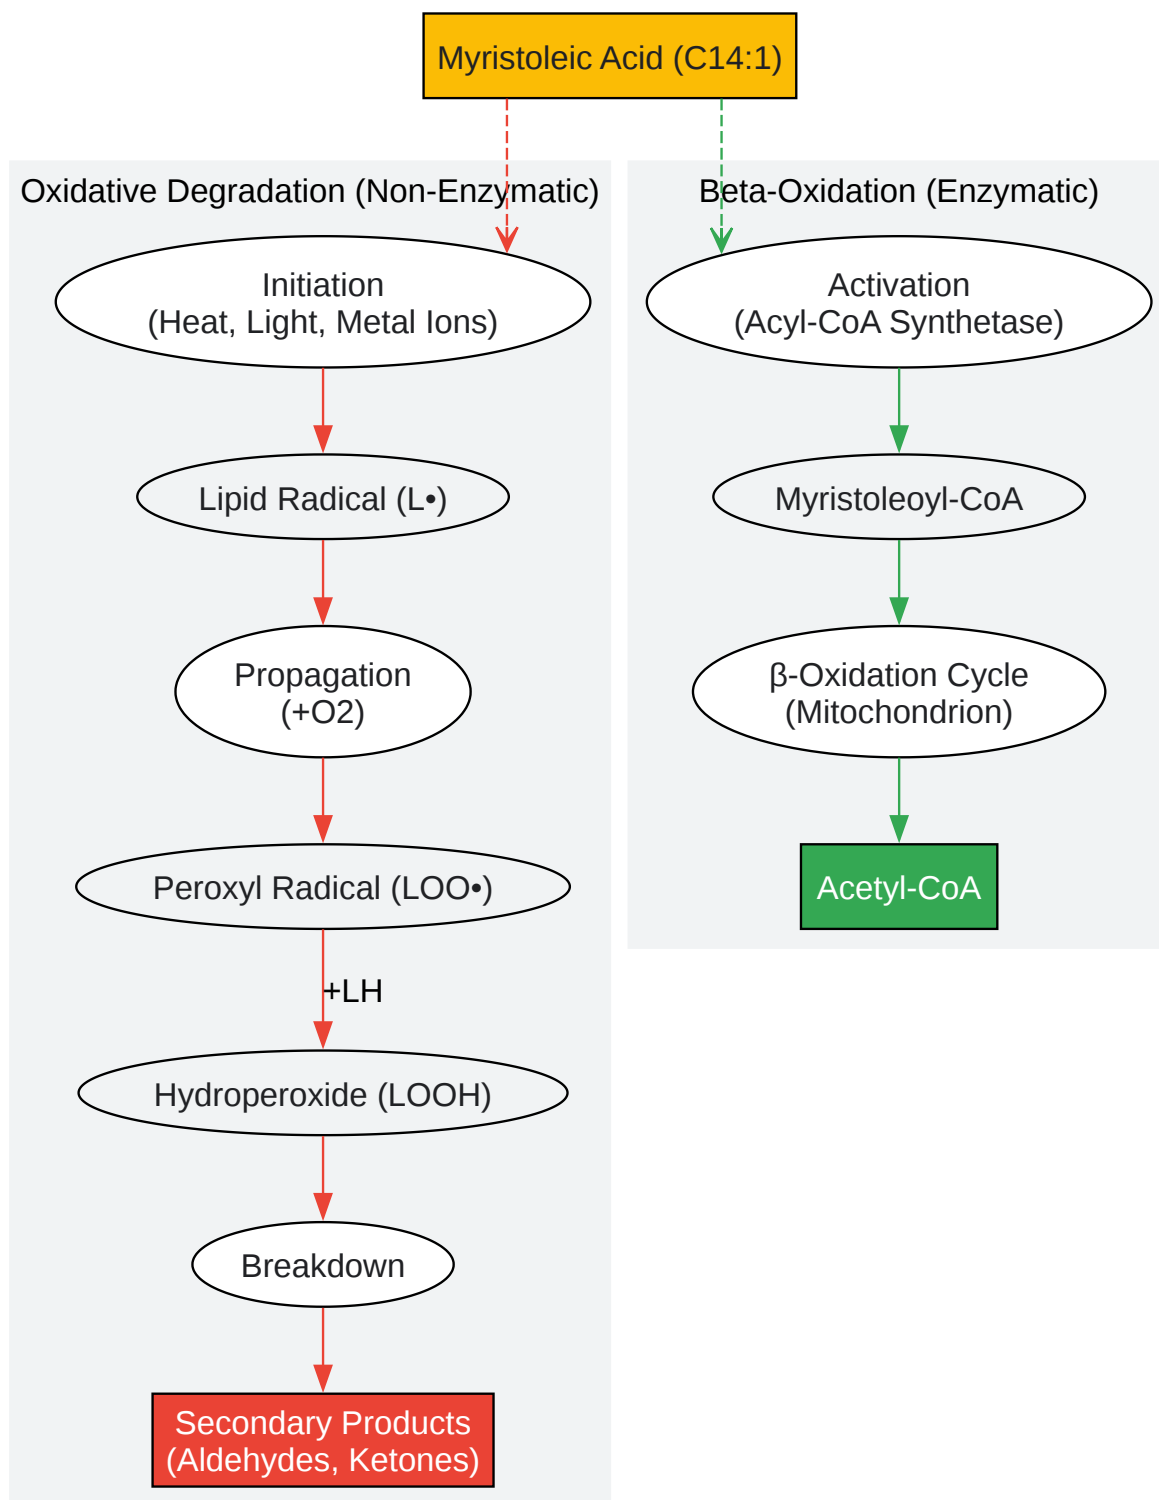 Myristoleic Acid (C14:1)
Oxidative Degradation (Non-Enzymatic)
Initiation
(Heat, Light, Metal Ions)
Lipid Radical (L•)
Propagation
(+O2)
Peroxyl Radical (LOO•)
+LH
Hydroperoxide (LOOH)
Breakdown
Secondary Products
(Aldehydes, Ketones)
Beta-Oxidation (Enzymatic)
Activation
(Acyl-CoA Synthetase)
Myristoleoyl-CoA
β-Oxidation Cycle
(Mitochondrion)
Acetyl-CoA